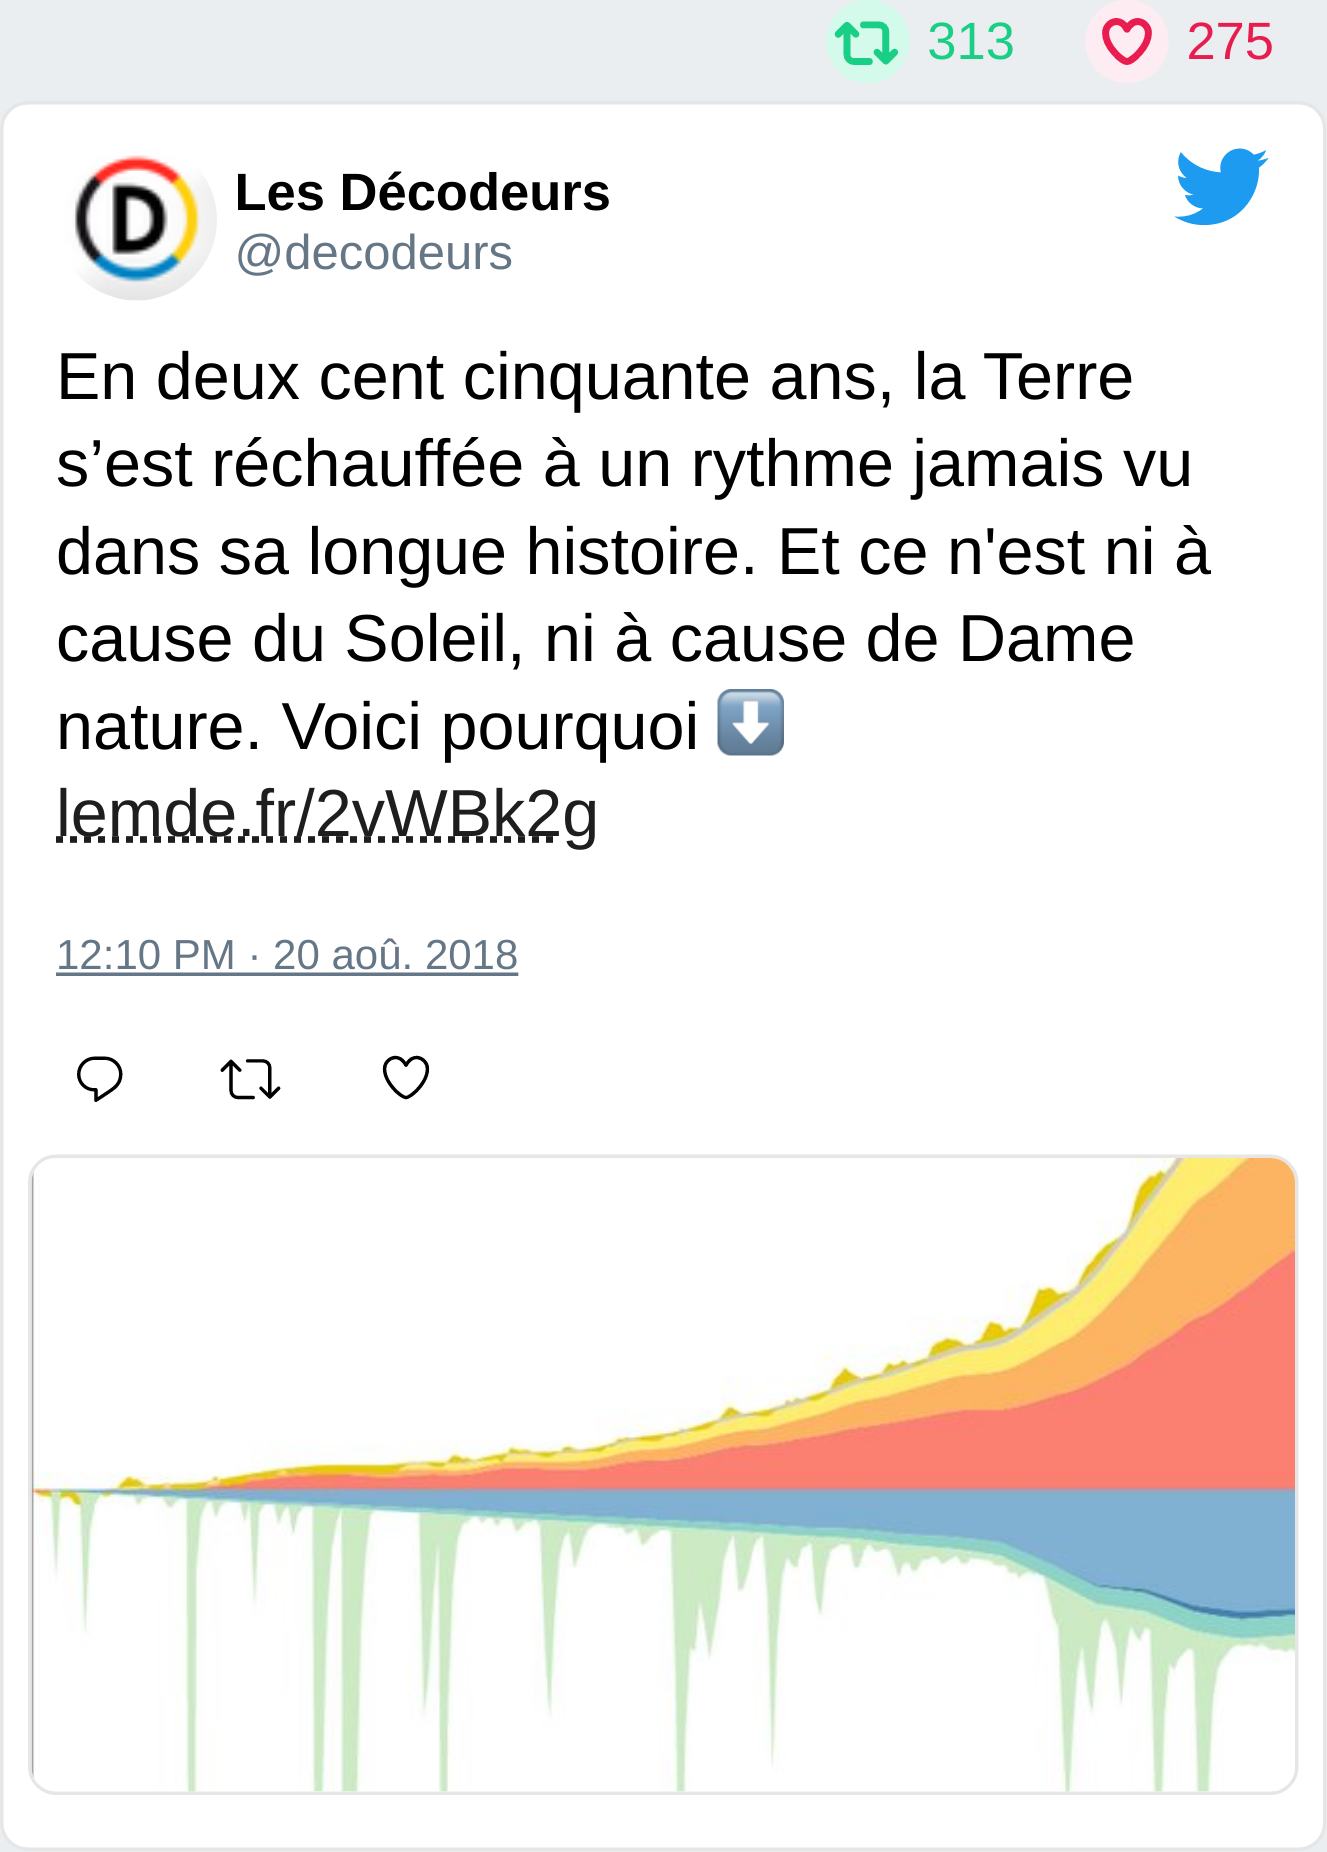 313 275
D
Les Décodeurs
@decodeurs
En deux cent cinquante ans, la Terre
s’est réchauffée à un rythme jamais vu
dans sa longue histoire. Et ce n'est ni à
cause du Soleil, ni à cause de Dame
nature. Voici pourquoi ⬇️
lemde.fr/2vWBk2g
12:10 PM · 20 aoû. 2018